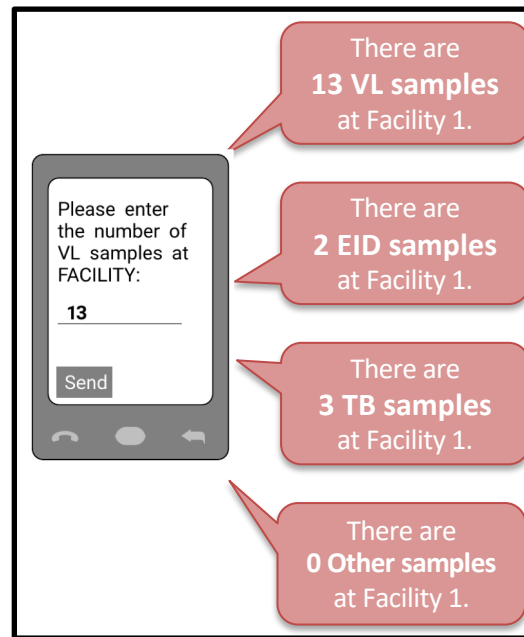 There are
13 VL samples
at Facility 1.
Please enter
the number of
VL samples at
FACILITY:
13
Send
There are
2 EID samples
at Facility 1.
There are
3 TB samples
at Facility 1.
There are
0 Other samples
at Facility 1.